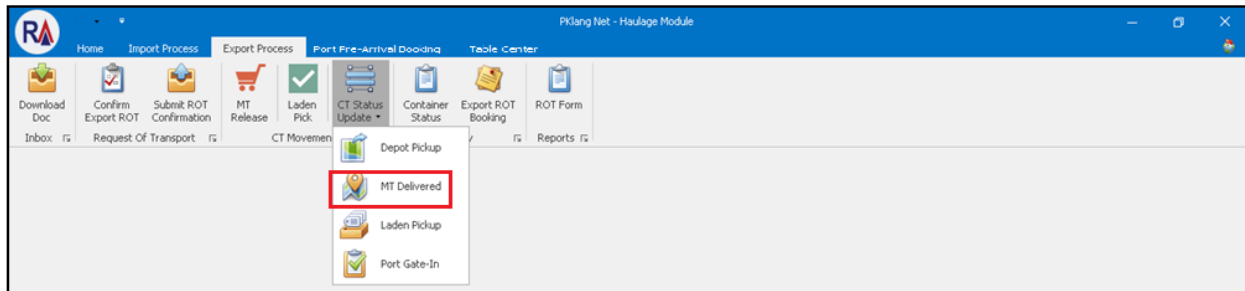 PKlang Net - Haulage Module
RA
Home Import Process Export Process Port Pre-Arrival Booking Table Center
Download Doc
Confirm Export ROT
Submit ROT Confirmation
MT Release
Laden Pick
CT Status Update
Container Status
Export ROT Booking
ROT Form
Inbox Request Of Transport CT Movemen y Reports
Depot Pickup
MT Delivered
Laden Pickup
Port Gate-In